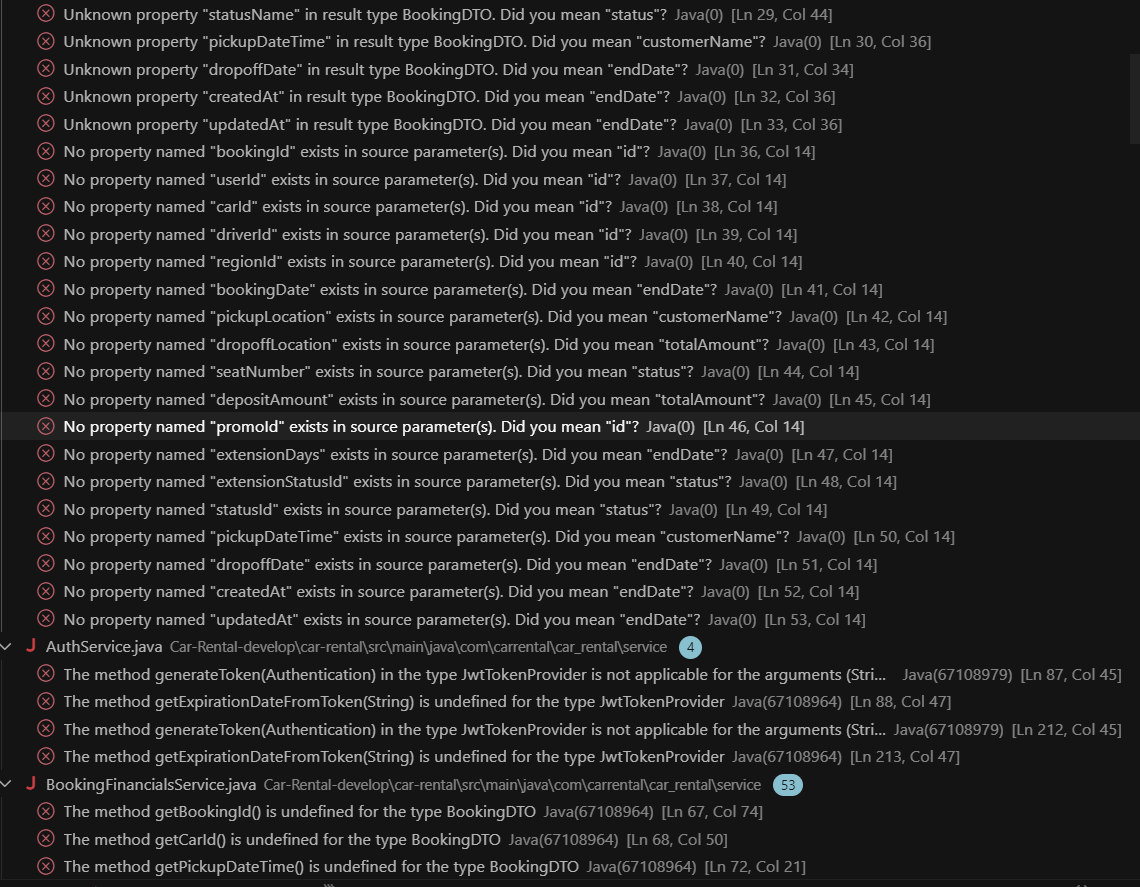 Unknown property "statusName" in result type BookingDTO. Did you mean "status"? Java(0) [Ln 29, Col 44]
Unknown property "pickupDateTime" in result type BookingDTO. Did you mean "customerName"? Java(0) [Ln 30, Col 36]
Unknown property "dropoffDate" in result type BookingDTO. Did you mean "endDate"? Java(0) [Ln 31, Col 34]
Unknown property "createdAt" in result type BookingDTO. Did you mean "endDate"? Java(0) [Ln 32, Col 36]
Unknown property "updatedAt" in result type BookingDTO. Did you mean "endDate"? Java(0) [Ln 33, Col 36]
No property named "bookingId" exists in source parameter(s). Did you mean "id"? Java(0) [Ln 36, Col 14]
No property named "userId" exists in source parameter(s). Did you mean "id"? Java(0) [Ln 37, Col 14]
No property named "carId" exists in source parameter(s). Did you mean "id"? Java(0) [Ln 38, Col 14]
No property named "driverId" exists in source parameter(s). Did you mean "id"? Java(0) [Ln 39, Col 14]
No property named "regionId" exists in source parameter(s). Did you mean "id"? Java(0) [Ln 40, Col 14]
No property named "bookingDate" exists in source parameter(s). Did you mean "endDate"? Java(0) [Ln 41, Col 14]
No property named "pickupLocation" exists in source parameter(s). Did you mean "customerName"? Java(0) [Ln 42, Col 14]
No property named "dropoffLocation" exists in source parameter(s). Did you mean "totalAmount"? Java(0) [Ln 43, Col 14]
No property named "seatNumber" exists in source parameter(s). Did you mean "status"? Java(0) [Ln 44, Col 14]
No property named "depositAmount" exists in source parameter(s). Did you mean "totalAmount"? Java(0) [Ln 45, Col 14]
No property named "promoId" exists in source parameter(s). Did you mean "id"? Java(0) [Ln 46, Col 14]
No property named "extensionDays" exists in source parameter(s). Did you mean "endDate"? Java(0) [Ln 47, Col 14]
No property named "extensionStatusId" exists in source parameter(s). Did you mean "status"? Java(0) [Ln 48, Col 14]
No property named "statusId" exists in source parameter(s). Did you mean "status"? Java(0) [Ln 49, Col 14]
No property named "pickupDateTime" exists in source parameter(s). Did you mean "customerName"? Java(0) [Ln 50, Col 14]
No property named "dropoffDate" exists in source parameter(s). Did you mean "endDate"? Java(0) [Ln 51, Col 14]
No property named "createdAt" exists in source parameter(s). Did you mean "endDate"? Java(0) [Ln 52, Col 14]
No property named "updatedAt" exists in source parameter(s). Did you mean "endDate"? Java(0) [Ln 53, Col 14]
J AuthService.java Car-Rental-develop\car-rental\src\main\java\com\carrental\car_rental\service 4
The method generateToken(Authentication) in the type JwtTokenProvider is not applicable for the arguments (Stri... Java(67108979) [Ln 87, Col 45]
The method getExpirationDateFromToken(String) is undefined for the type JwtTokenProvider Java(67108964) [Ln 88, Col 47]
The method generateToken(Authentication) in the type JwtTokenProvider is not applicable for the arguments (Stri... Java(67108979) [Ln 212, Col 45]
The method getExpirationDateFromToken(String) is undefined for the type JwtTokenProvider Java(67108964) [Ln 213, Col 47]
J BookingFinancialsService.java Car-Rental-develop\car-rental\src\main\java\com\carrental\car_rental\service 53
The method getBookingId() is undefined for the type BookingDTO Java(67108964) [Ln 67, Col 74]
The method getCarId() is undefined for the type BookingDTO Java(67108964) [Ln 68, Col 50]
The method getPickupDateTime() is undefined for the type BookingDTO Java(67108964) [Ln 72, Col 21]